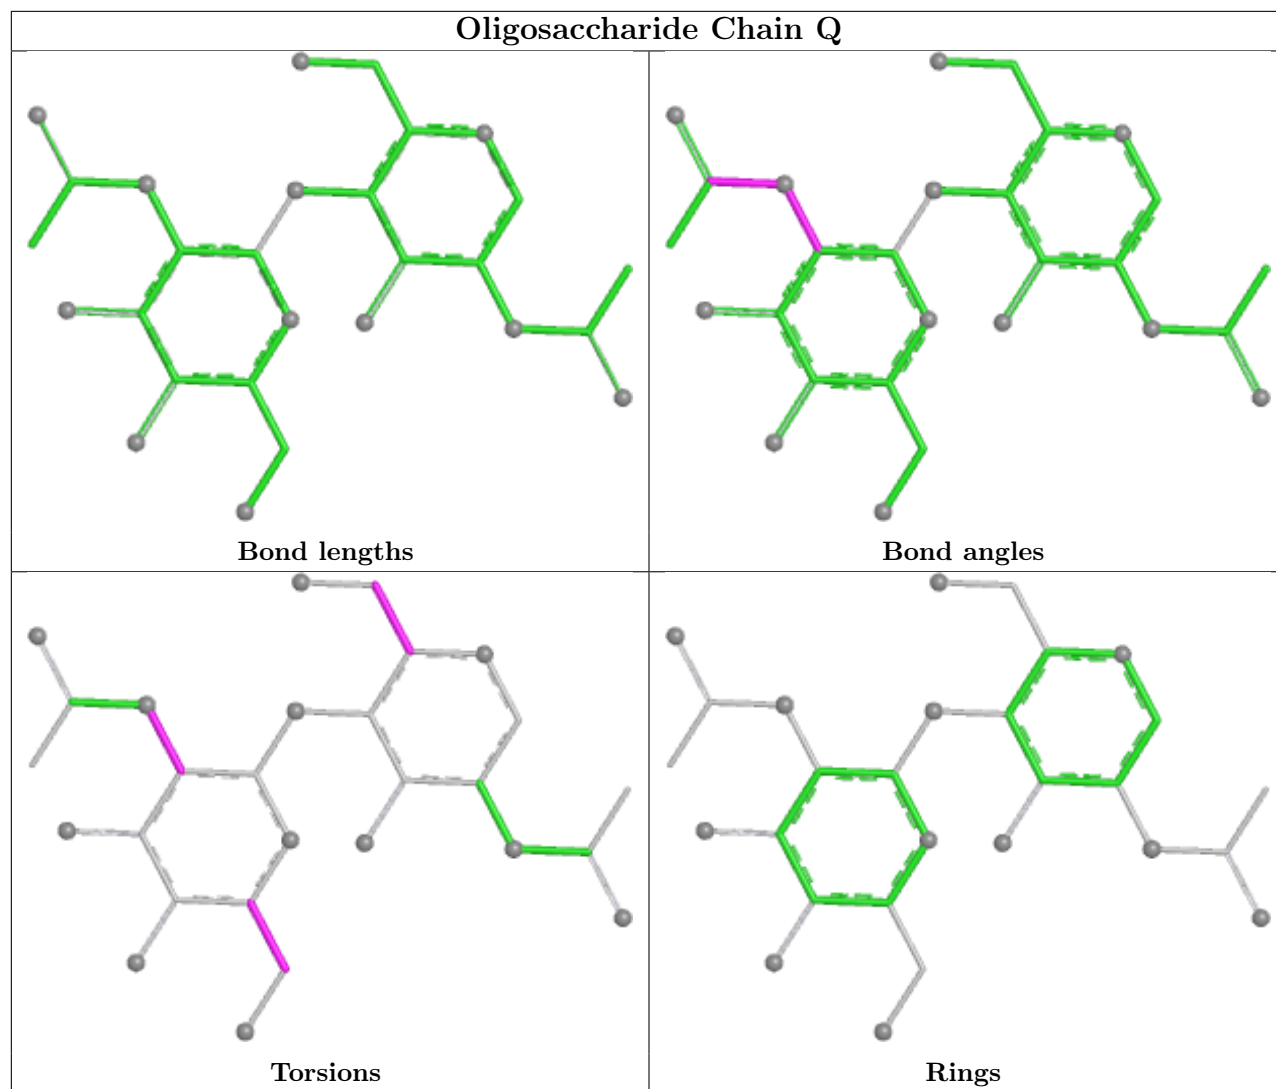 Oligosaccharide Chain Q
Bond lengths
Bond angles
Torsions
Rings